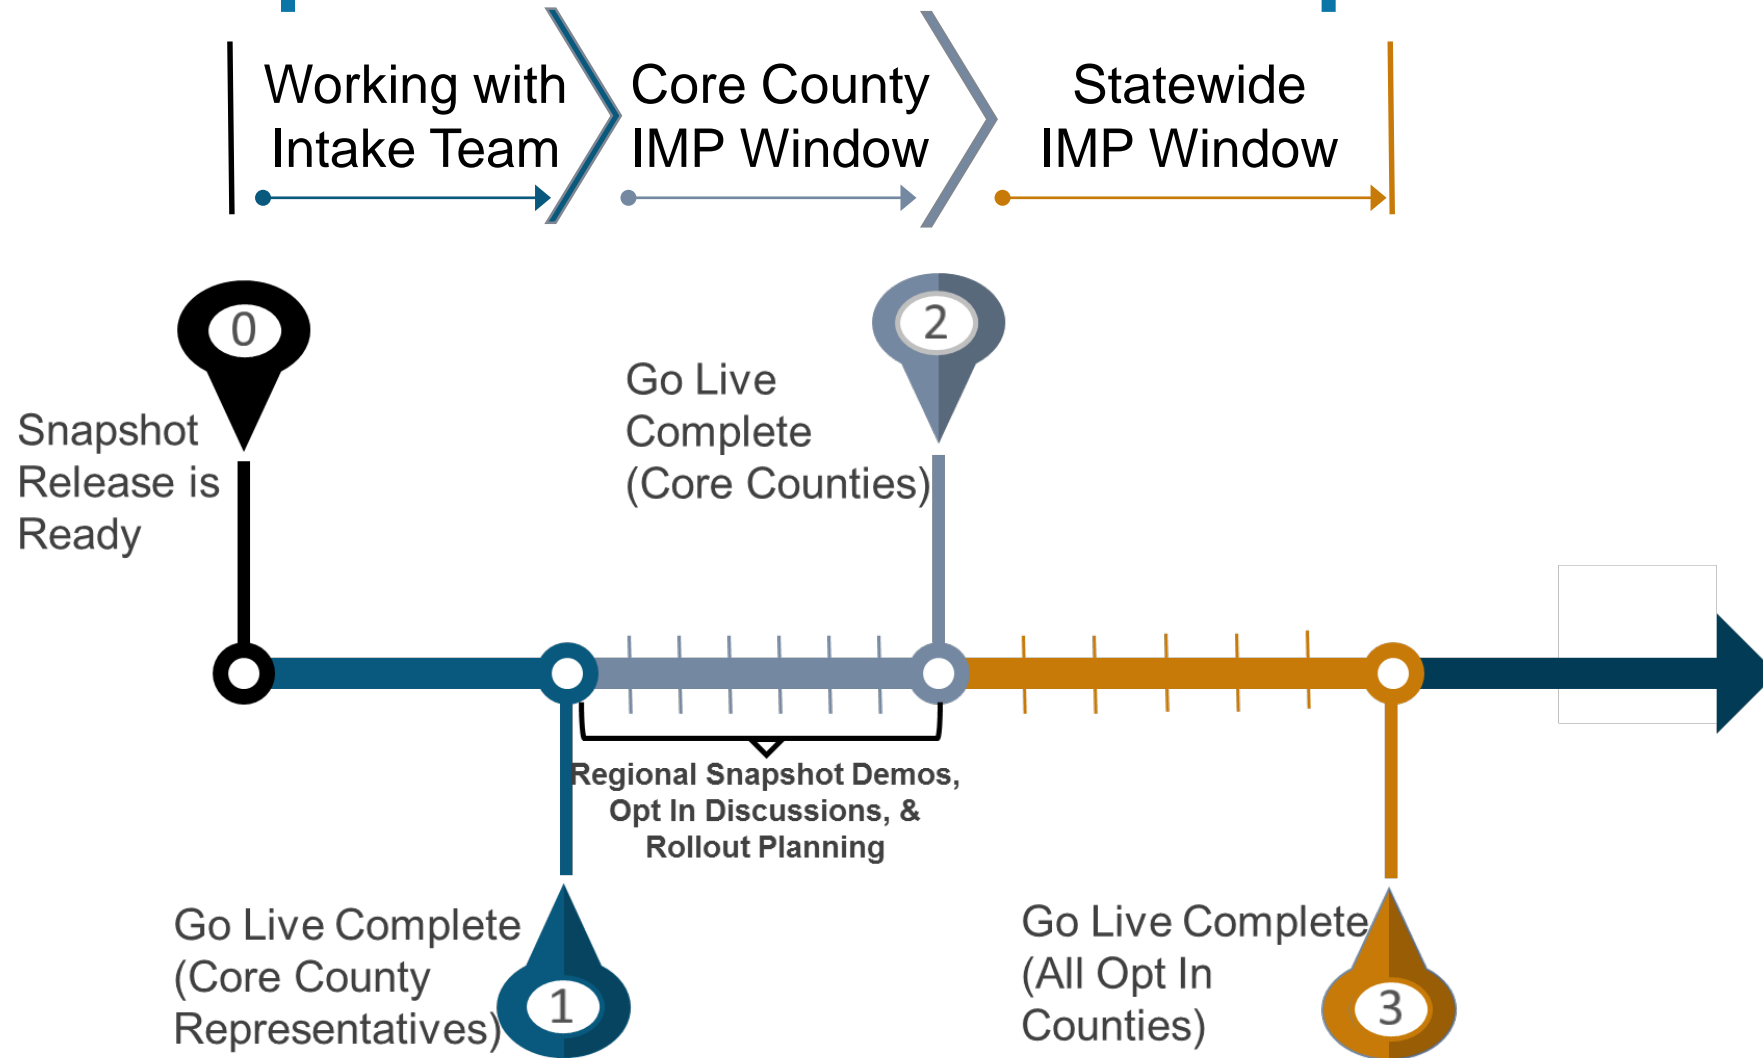 Working with
Intake Team
Core County
IMP Window
Statewide
IMP Window
0
Snapshot
Release is
Ready
2
Go Live
Complete
(Core Counties)
Regional Snapshot Demos,
Opt In Discussions, &
Rollout Planning
Go Live Complete
(Core County
Representatives)
1
Go Live Complete
(All Opt In
Counties)
3